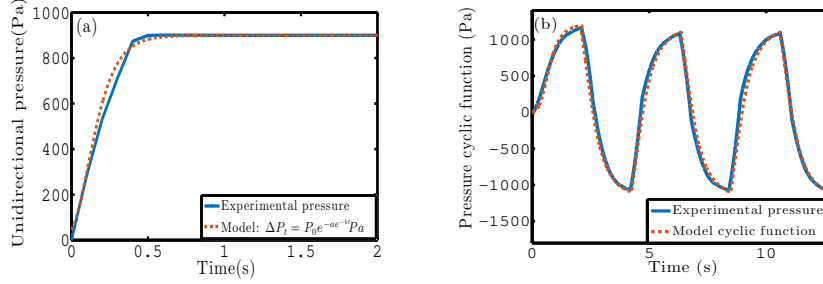 (a)
Unidirectional pressure(Pa)
1000
800
600
400
200
0
0
0.5
1
1.5
2
Time(s)
Experimental pressure
Model: ΔP_t = P_0e^{-ae^{-bt}}Pa
(b)
Pressure cyclic function (Pa)
1000
500
0
−500
−1000
−1500
0
5
10
Time (s)
Experimental pressure
Model cyclic function